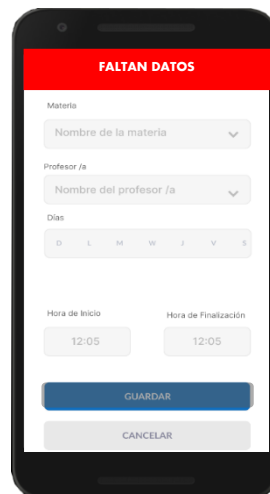 FALTAN DATOS
Materia
Nombre de la materia
Profesor /a
Nombre del profesor /a
Días
D L M W J V S
Hora de Inicio Hora de Finalización
12:05 12:05
GUARDAR
CANCELAR